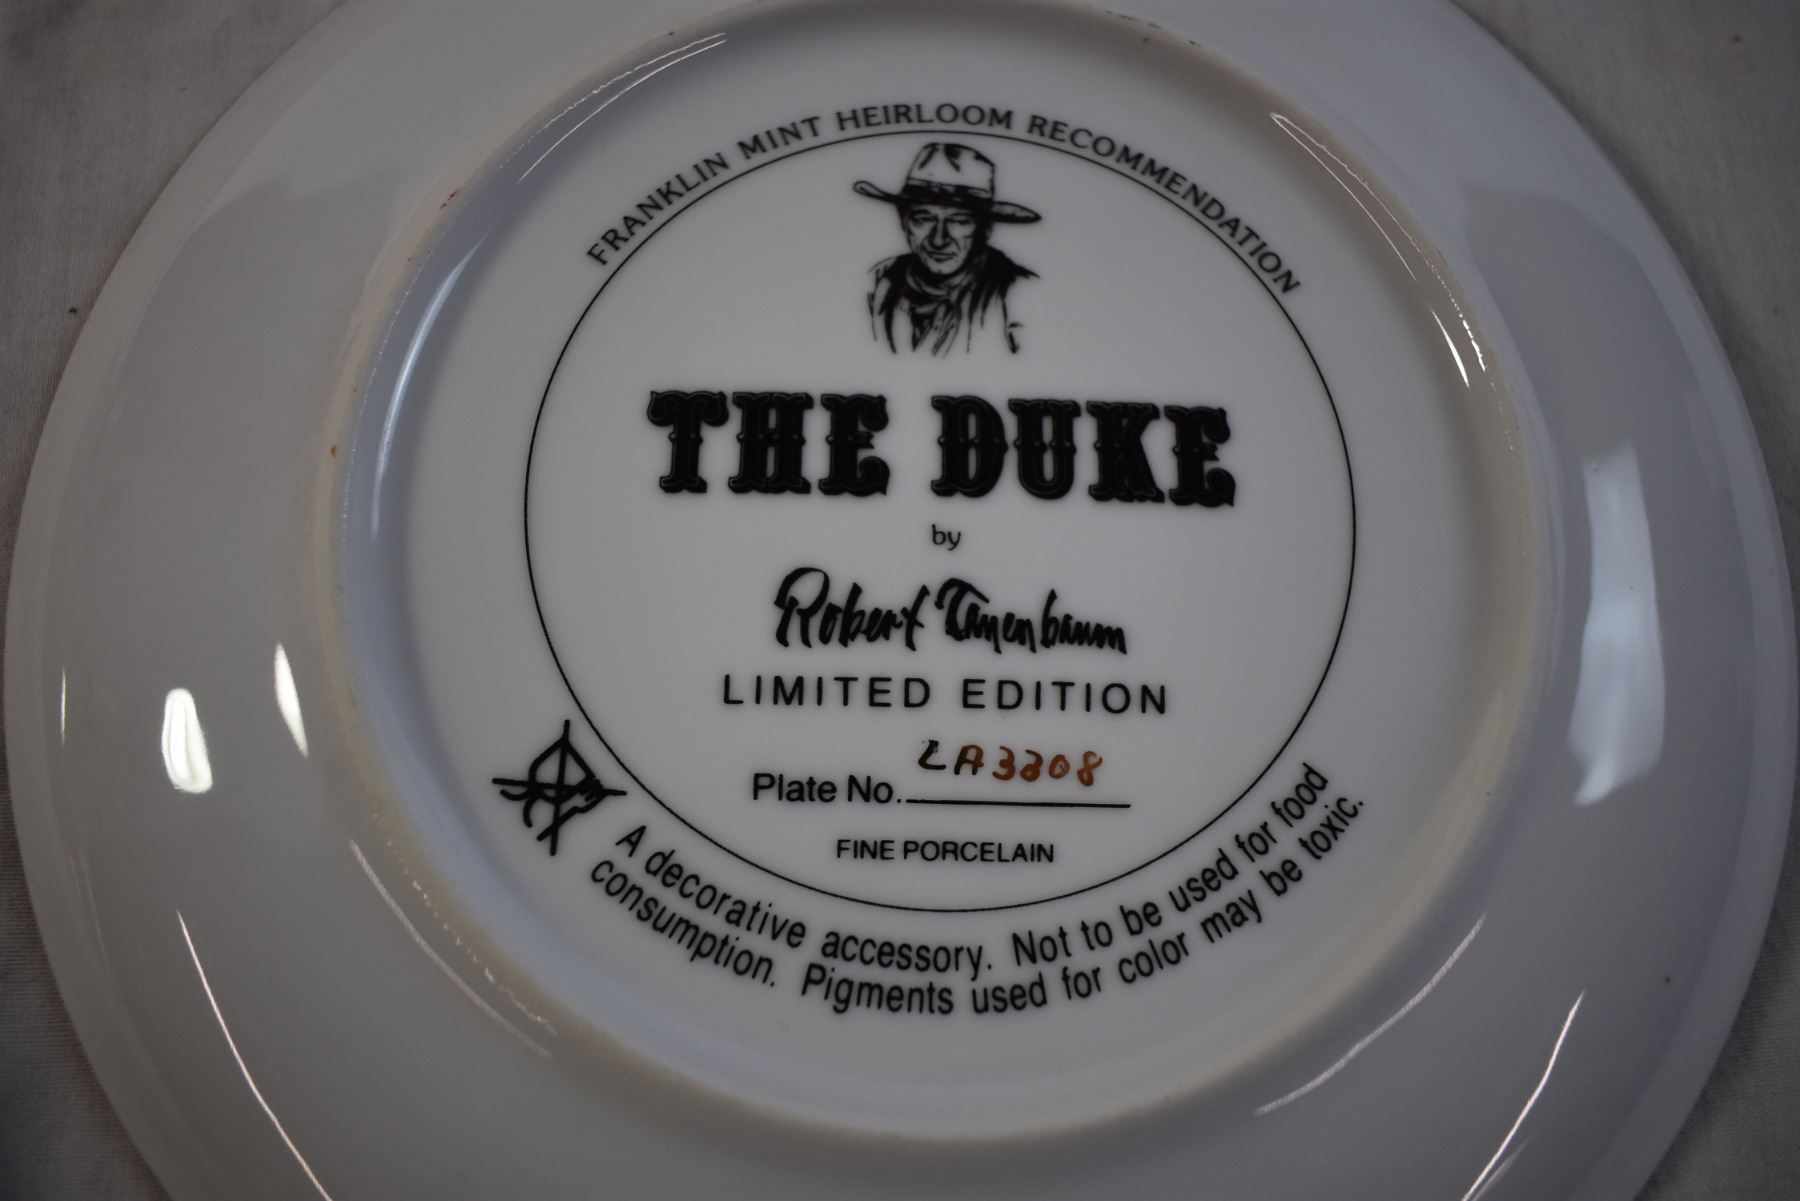 FRANKLIN MINT HEIRLOOM RECOMMENDATION
THE DUKE
by
Robert Tanenbaum
LIMITED EDITION
Plate No. LA3308
FINE PORCELAIN
A decorative accessory. Not to be used for food
consumption. Pigments used for color may be toxic.